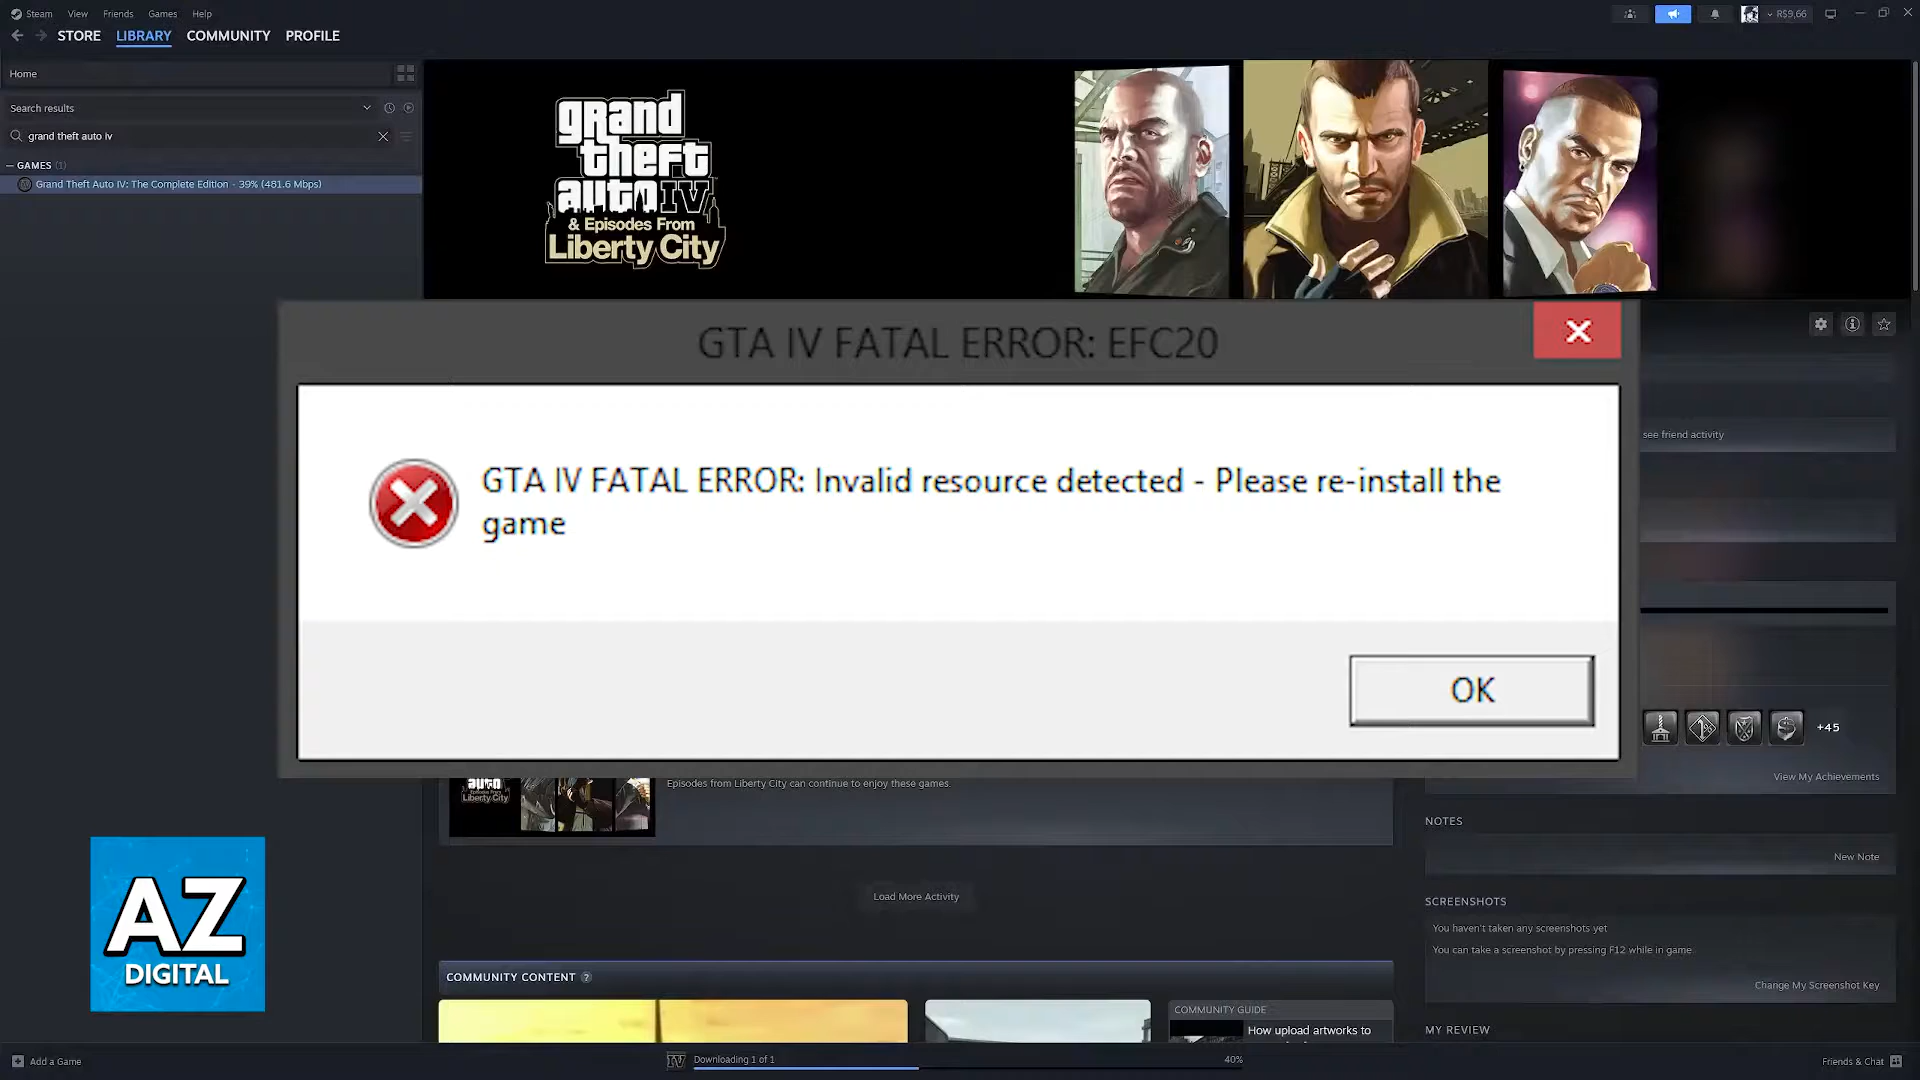 Steam View Friends Games Help
R$9,66
STORE LIBRARY COMMUNITY PROFILE
Home
Search results
grand theft auto iv
GAMES (1)
Grand Theft Auto IV: The Complete Edition - 39% (481.6 Mbps)
grand
theft
auto IV
& Episodes From
Liberty City
GTA IV FATAL ERROR: EFC20
GTA IV FATAL ERROR: Invalid resource detected - Please re-install the
game
OK
see friend activity
+45
View My Achievements
auto
Episodes From
Liberty City
Episodes from Liberty City can continue to enjoy these games.
NOTES
New Note
Load More Activity
SCREENSHOTS
You haven't taken any screenshots yet
You can take a screenshot by pressing F12 while in game.
Change My Screenshot Key
AZ
DIGITAL
COMMUNITY CONTENT ?
COMMUNITY GUIDE
How upload artworks to
MY REVIEW
Add a Game
IV
Downloading 1 of 1
40%
Friends & Chat